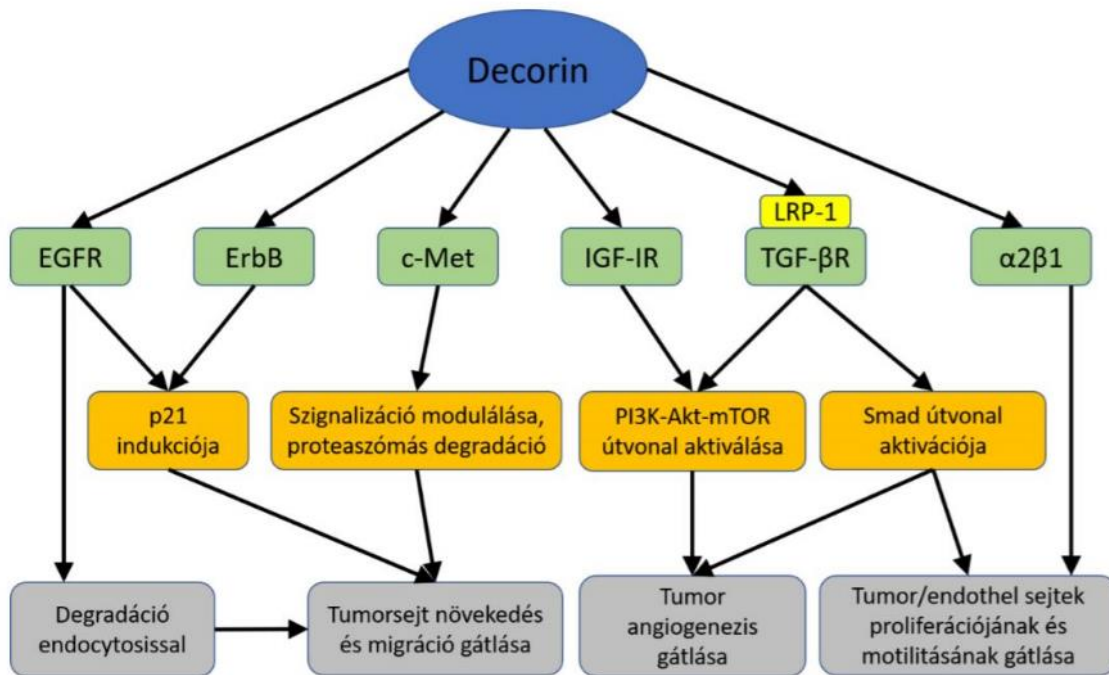 Decorin
LRP-1
EGFR
ErbB
c-Met
IGF-IR
TGF-βR
α2β1
p21
indukciója
Szignalizáció modulálása,
proteaszómás degradáció
PI3K-Akt-mTOR
útvonal aktiválása
Smad útvonal
aktivációja
Degradáció
endocytosissal
Tumorsejt növekedés
és migráció gátlása
Tumor
angiogenezis
gátlása
Tumor/endothel sejtek
proliferációjának és
motilitásának gátlása